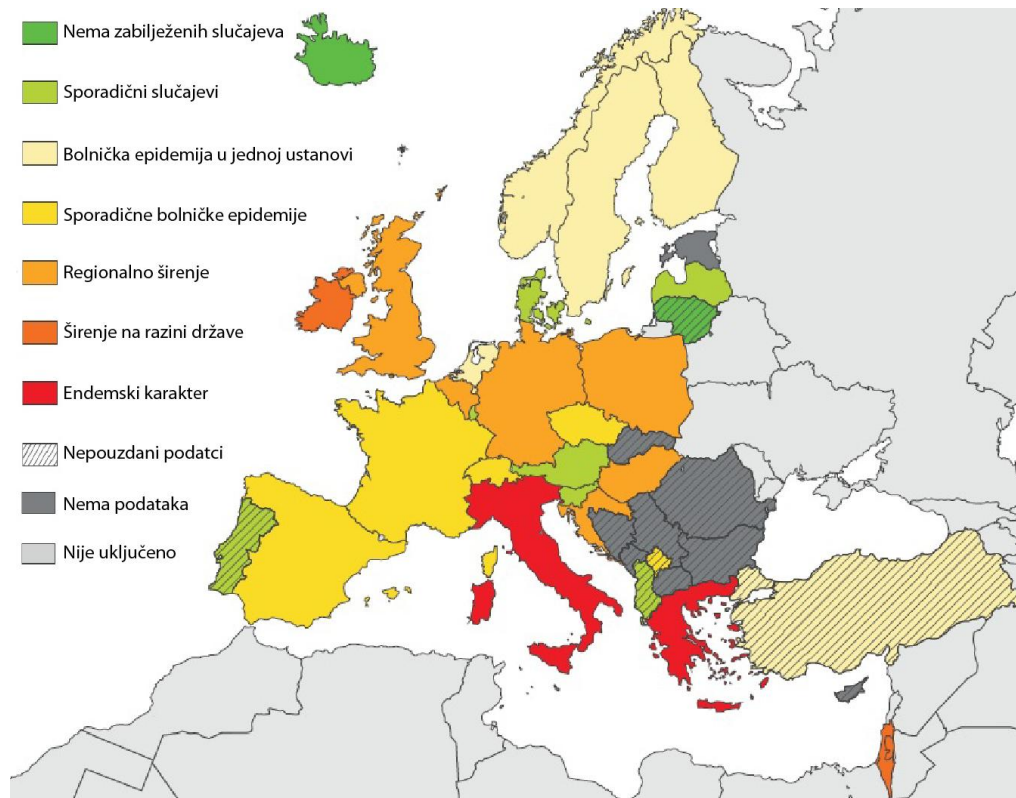 Nema zabilježenih slučajeva
Sporadični slučajevi
Bolnička epidemija u jednoj ustanovi
Sporadične bolničke epidemije
Regionalno širenje
Širenje na razini države
Endemski karakter
Nepouzdani podatci
Nema podataka
Nije uključeno